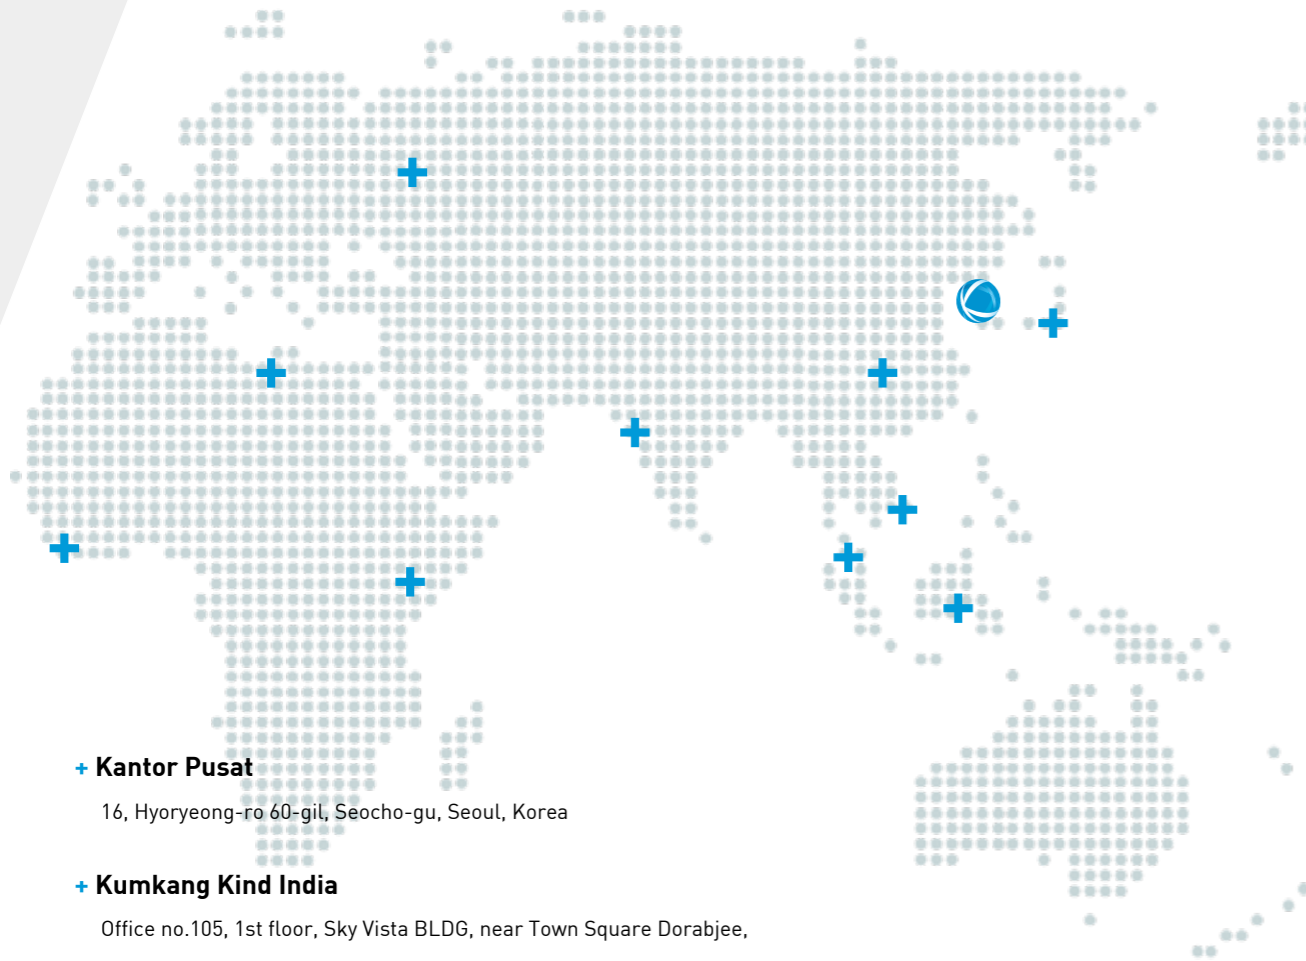 + Kantor Pusat
16, Hyoryeong-ro 60-gil, Seocho-gu, Seoul, Korea
+ Kumkang Kind India
Office no.105, 1st floor, Sky Vista BLDG, near Town Square Dorabjee,